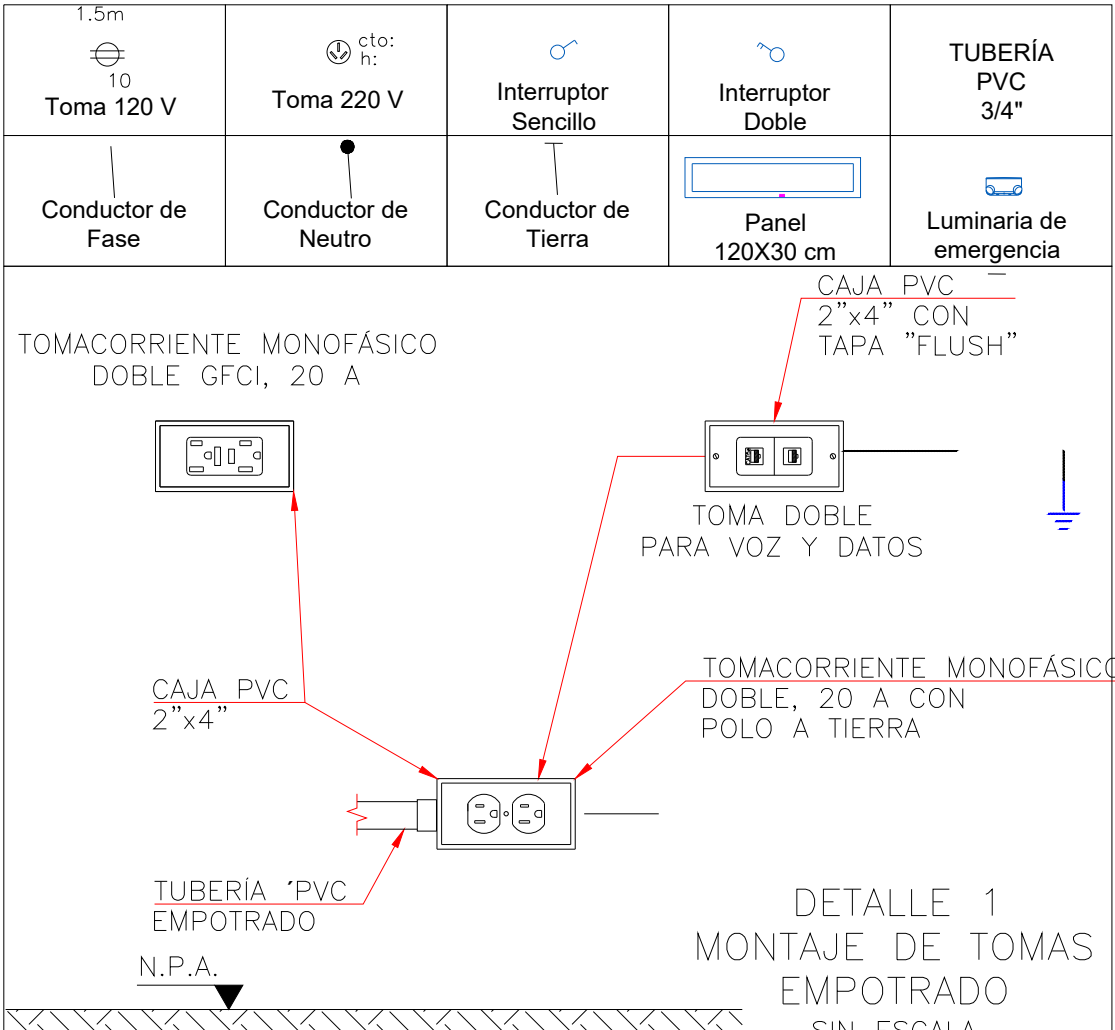 1.5m
10
Toma 120 V
cto:
h:
Toma 220 V
Interruptor
Sencillo
Interruptor
Doble
TUBERÍA
PVC
3/4"
Conductor de
Fase
Conductor de
Neutro
Conductor de
Tierra
Panel
120X30 cm
Luminaria de
emergencia
CAJA PVC
2"x4" CON
TAPA "FLUSH"
TOMACORRIENTE MONOFÁSICO
DOBLE GFCI, 20 A
TOMA DOBLE
PARA VOZ Y DATOS
CAJA PVC
2"x4"
TOMACORRIENTE MONOFÁSICO
DOBLE, 20 A CON
POLO A TIERRA
TUBERÍA ´PVC
EMPOTRADO
N.P.A.
DETALLE 1
MONTAJE DE TOMAS
EMPOTRADO
SIN ESCALA